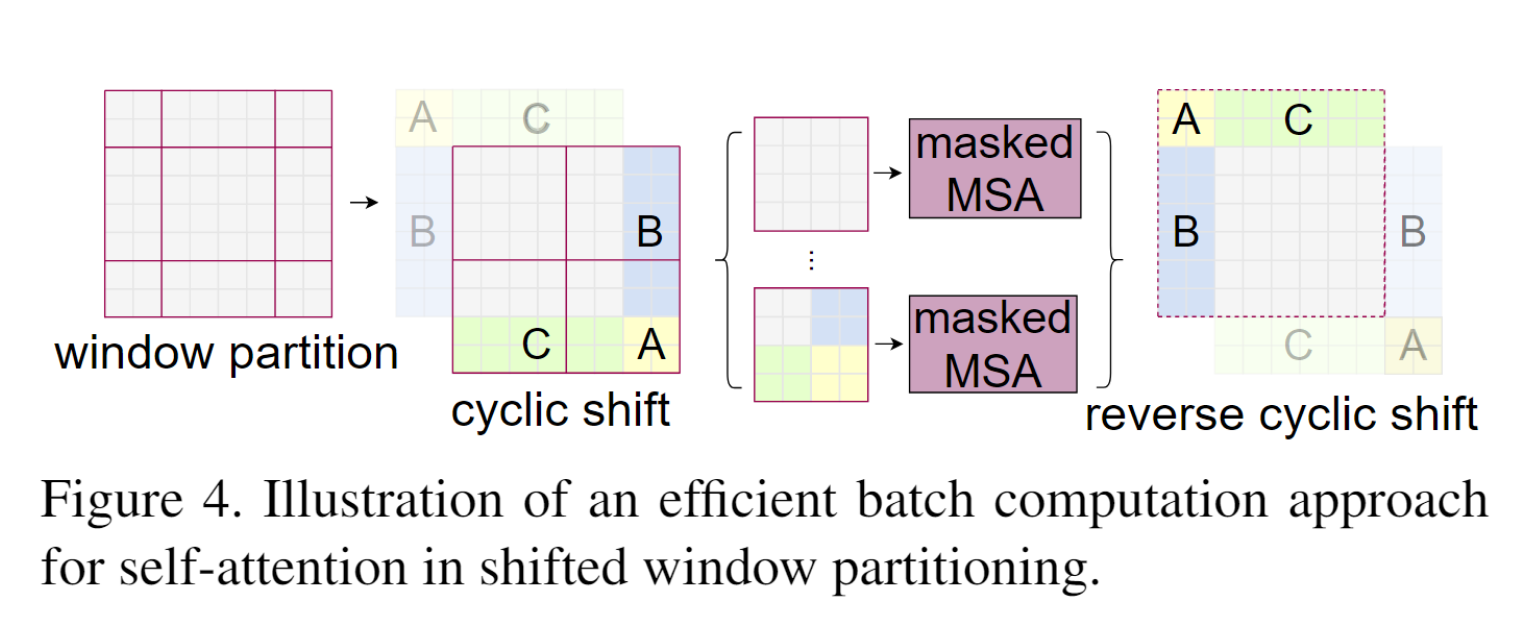 A
C
B
B
C
A
window partition
cyclic shift
masked
MSA
⋮
masked
MSA
A
C
B
B
C
A
reverse cyclic shift
Figure 4. Illustration of an efficient batch computation approach
for self-attention in shifted window partitioning.